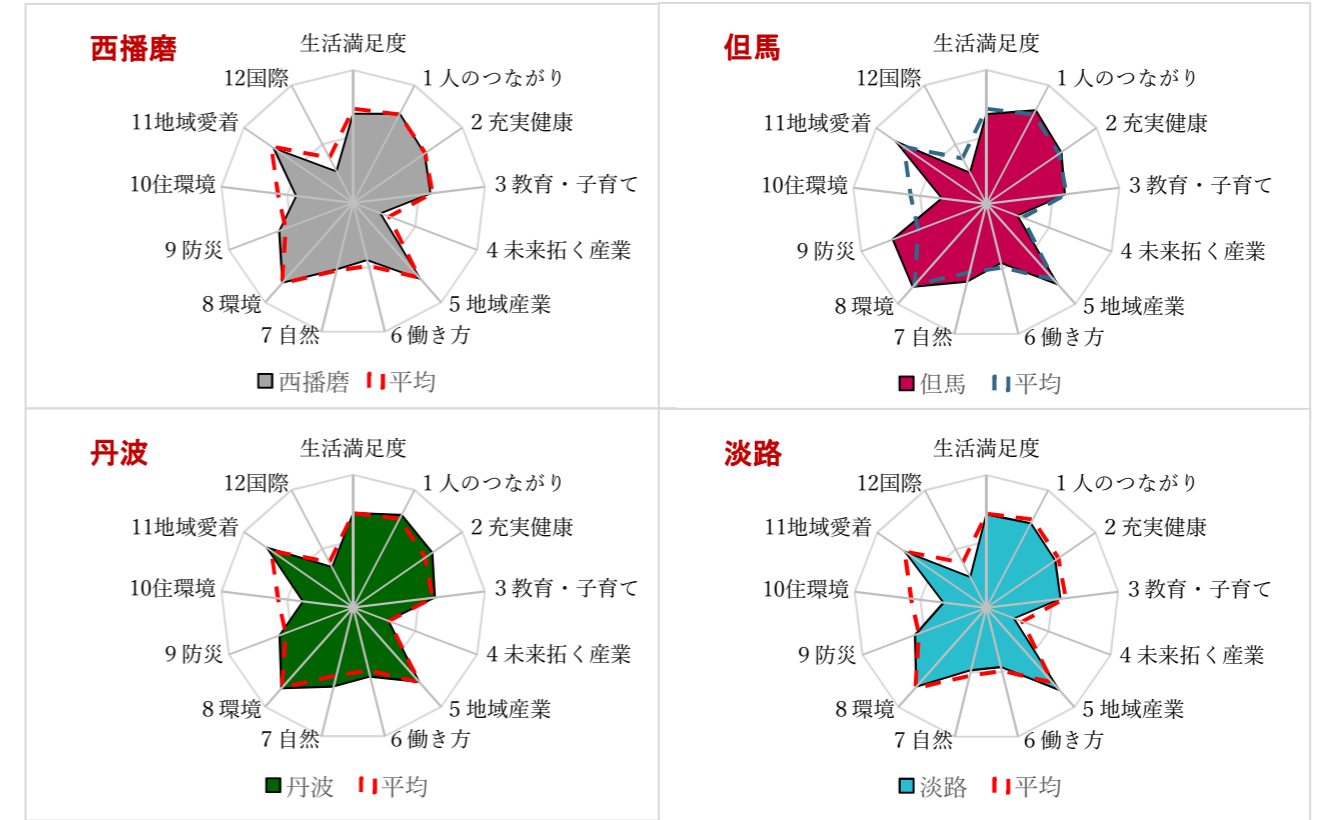 西播磨
生活満足度
1 人のつながり
2 充実健康
3 教育・子育て
4 未来拓く産業
5 地域産業
6 働き方
7 自然
8 環境
9 防災
10住環境
11地域愛着
12国際
西播磨 平均
但馬
生活満足度
1 人のつながり
2 充実健康
3 教育・子育て
4 未来拓く産業
5 地域産業
6 働き方
7 自然
8 環境
9 防災
10住環境
11地域愛着
12国際
但馬 平均
丹波
生活満足度
1 人のつながり
2 充実健康
3 教育・子育て
4 未来拓く産業
5 地域産業
6 働き方
7 自然
8 環境
9 防災
10住環境
11地域愛着
12国際
丹波 平均
淡路
生活満足度
1 人のつながり
2 充実健康
3 教育・子育て
4 未来拓く産業
5 地域産業
6 働き方
7 自然
8 環境
9 防災
10住環境
11地域愛着
12国際
淡路 平均